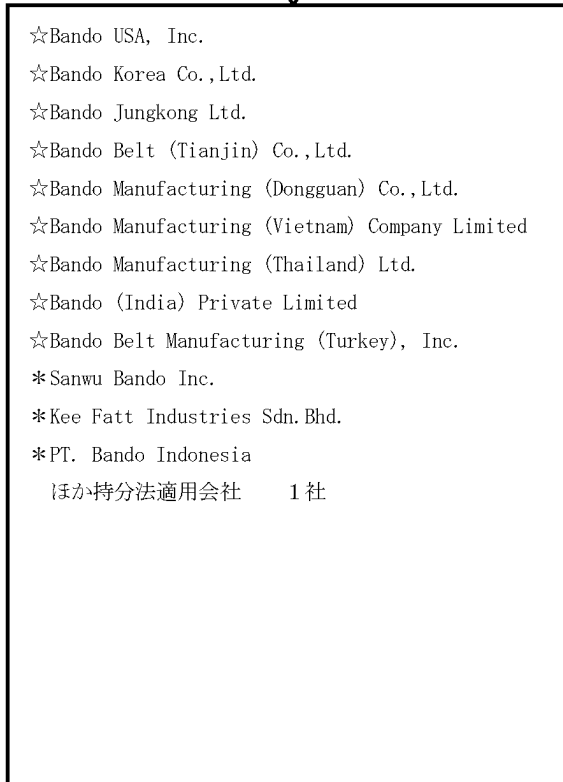 ☆Bando USA, Inc.
☆Bando Korea Co.,Ltd.
☆Bando Jungkong Ltd.
☆Bando Belt (Tianjin) Co.,Ltd.
☆Bando Manufacturing (Dongguan) Co.,Ltd.
☆Bando Manufacturing (Vietnam) Company Limited
☆Bando Manufacturing (Thailand) Ltd.
☆Bando (India) Private Limited
☆Bando Belt Manufacturing (Turkey), Inc.
＊Sanwu Bando Inc.
＊Kee Fatt Industries Sdn.Bhd.
＊PT. Bando Indonesia
ほか持分法適用会社　　１社